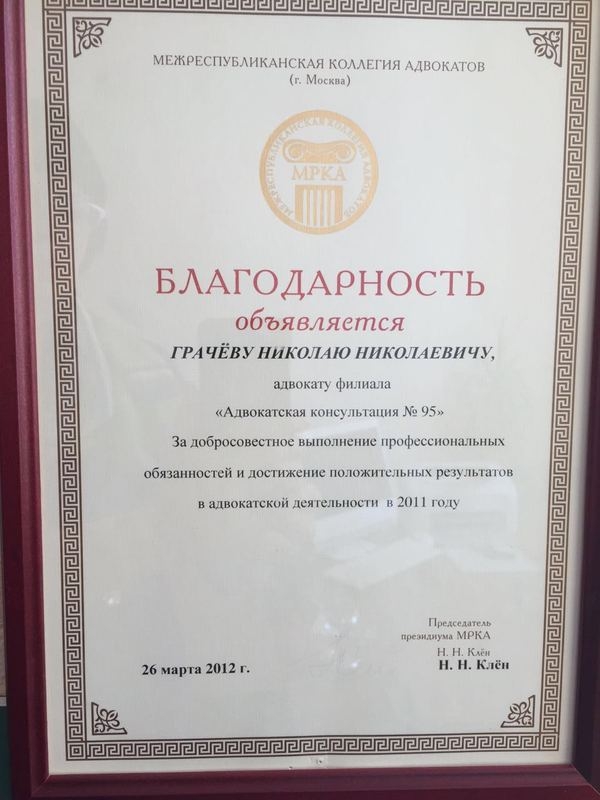 МЕЖРЕСПУБЛИКАНСКАЯ КОЛЛЕГИЯ АДВОКАТОВ
(г. Москва)
МЕЖРЕСПУБЛИКАНСКАЯ КОЛЛЕГИЯ АДВОКАТОВ
МРКА
БЛАГОДАРНОСТЬ
объявляется
ГРАЧЁВУ НИКОЛАЮ НИКОЛАЕВИЧУ,
адвокату филиала
«Адвокатская консультация № 95»
За добросовестное выполнение профессиональных
обязанностей и достижение положительных результатов
в адвокатской деятельности в 2011 году
Председатель
президиума МРКА
Н. Н. Клён
26 марта 2012 г. Н. Н. Клён